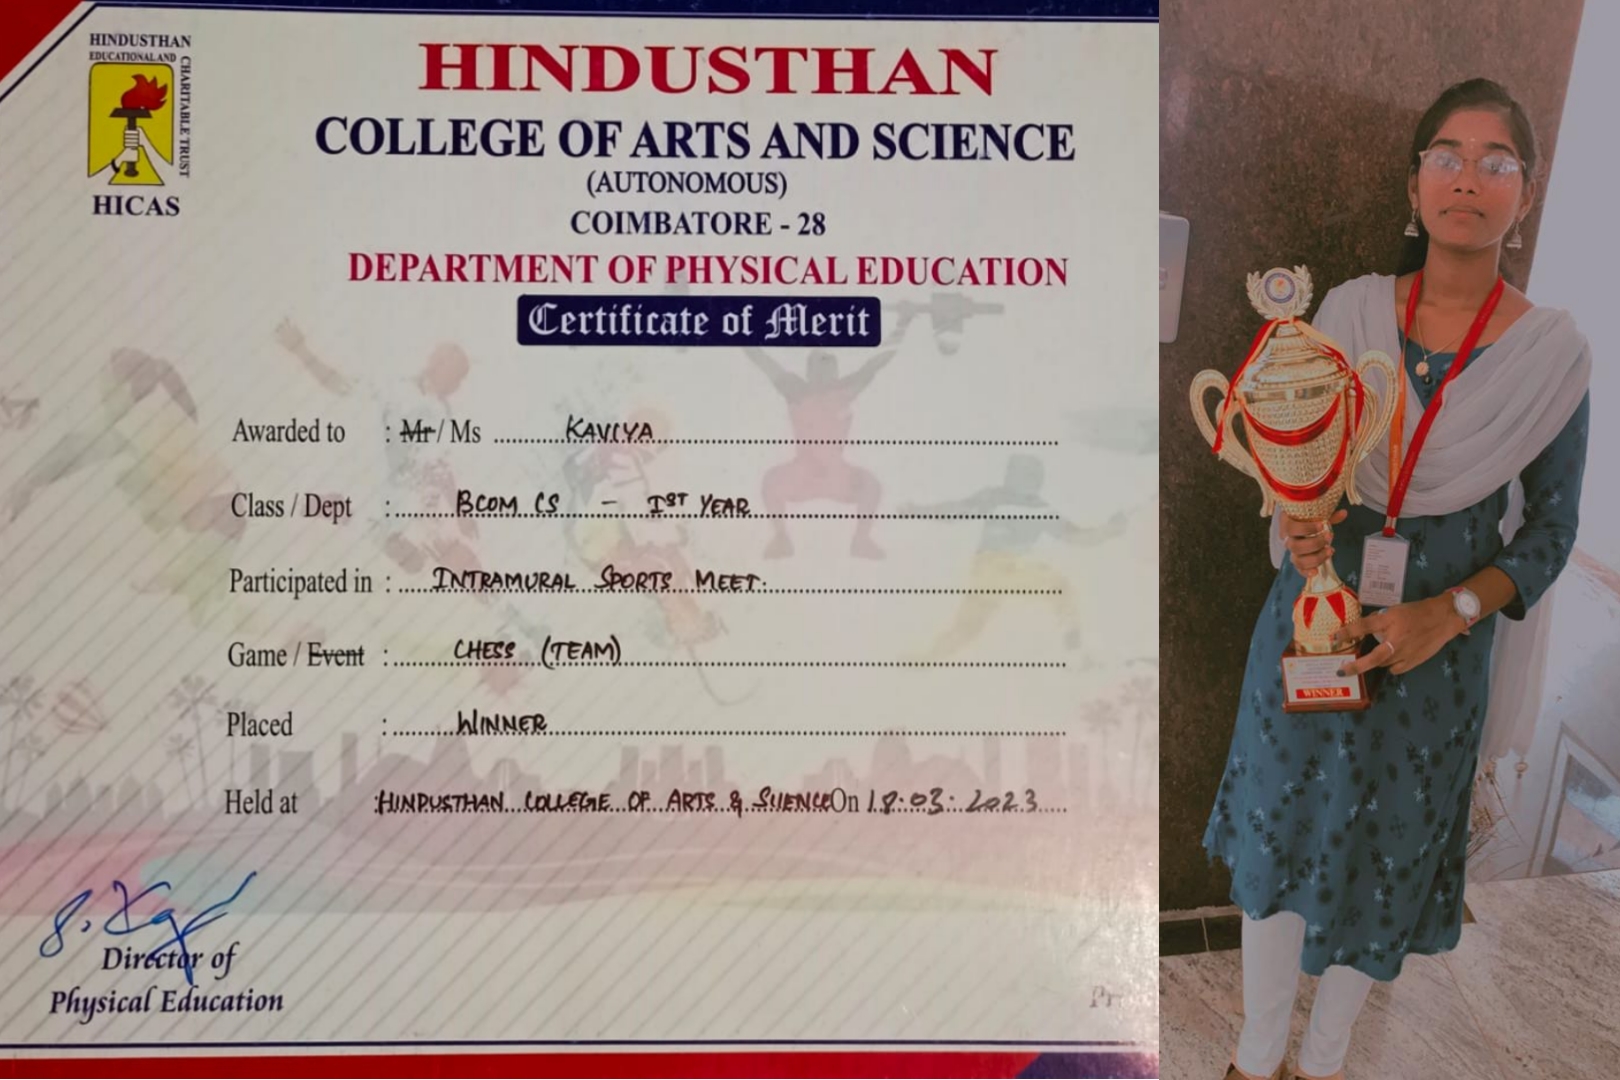 HINDUSTHAN
EDUCATIONAL AND
CHARITABLE TRUST
HICAS
HINDUSTHAN
COLLEGE OF ARTS AND SCIENCE
(AUTONOMOUS)
COIMBATORE - 28
DEPARTMENT OF PHYSICAL EDUCATION
Certificate of Merit
Awarded to : Mr / Ms KAVIYA
Class / Dept : BCOM CS - IST YEAR
Participated in : INTRAMURAL SPORTS MEET.
Game / Event : CHESS (TEAM)
Placed : WINNER
Held at : HINDUSTHAN COLLEGE OF ARTS & SCIENCE On 18.03.2023
Director of
Physical Education
WINNER